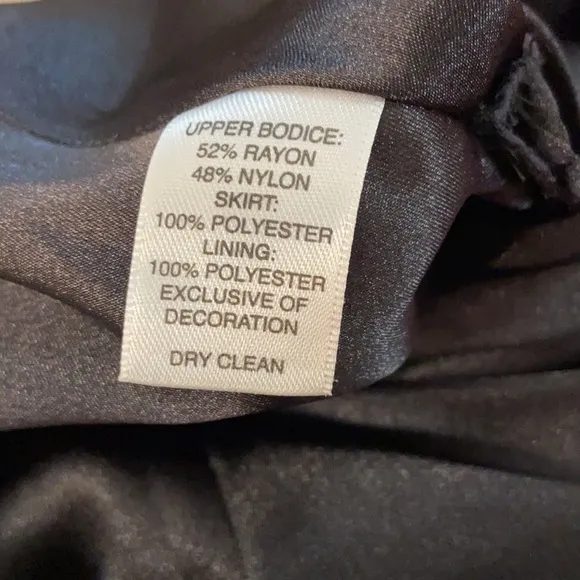 UPPER BODICE:
52% RAYON
48% NYLON
SKIRT:
100% POLYESTER
LINING:
100% POLYESTER
EXCLUSIVE OF
DECORATION
DRY CLEAN